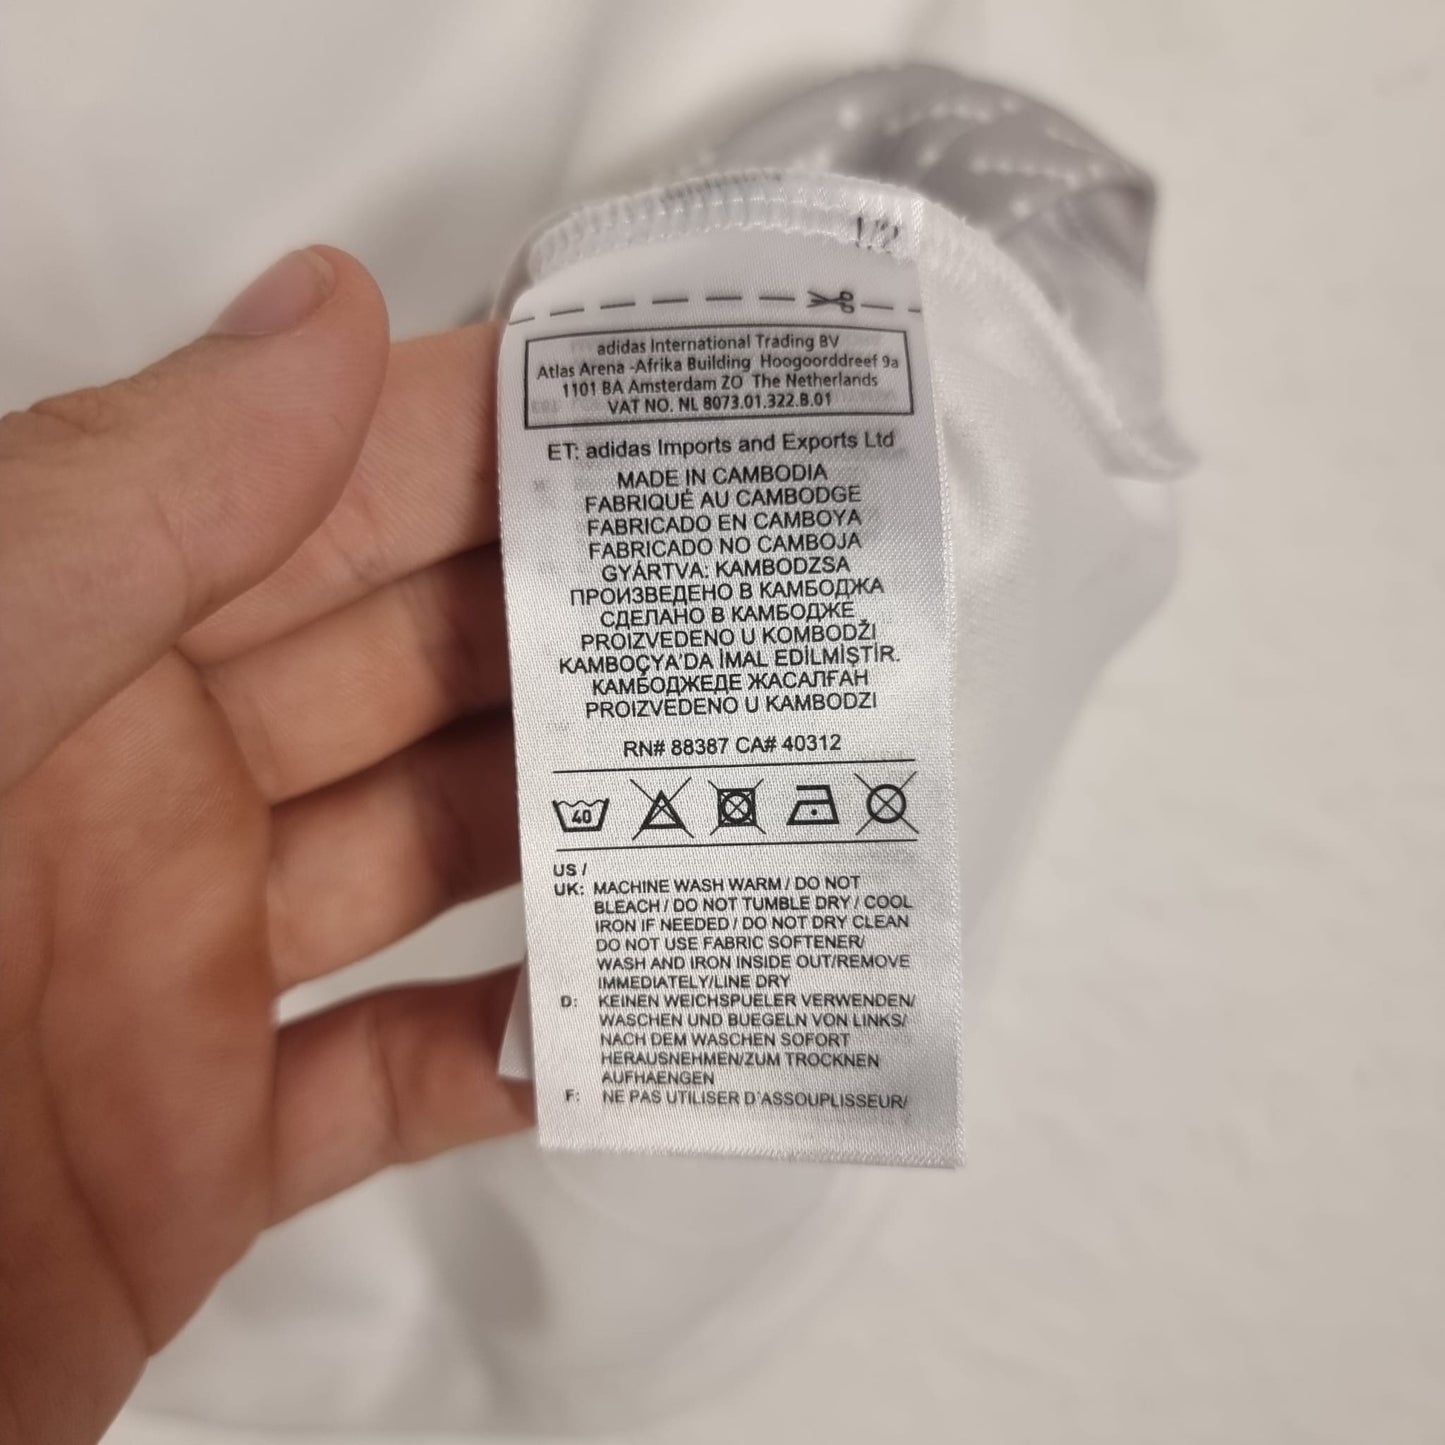 1/2
adidas International Trading BV
Atlas Arena -Afrika Building Hoogoorddreef 9a
1101 BA Amsterdam ZO The Netherlands
VAT NO. NL 8073.01.322.B.01
ET: adidas Imports and Exports Ltd
MADE IN CAMBODIA
FABRIQUÉ AU CAMBODGE
FABRICADO EN CAMBOYA
FABRICADO NO CAMBOJA
GYÁRTVA: KAMBODZSA
ПРОИЗВЕДЕНО В КАМБОДЖА
СДЕЛАНО В КАМБОДЖЕ
PROIZVEDENO U KOMBODŽI
KAMBOÇYA'DA İMAL EDİLMİŞTİR.
КАМБОДЖЕДЕ ЖАСАЛҒАН
PROIZVEDENO U KAMBODZI
RN# 88387 CA# 40312
40
US /
UK: MACHINE WASH WARM / DO NOT
BLEACH / DO NOT TUMBLE DRY / COOL
IRON IF NEEDED / DO NOT DRY CLEAN
DO NOT USE FABRIC SOFTENER/
WASH AND IRON INSIDE OUT/REMOVE
IMMEDIATELY/LINE DRY
D: KEINEN WEICHSPUELER VERWENDEN/
WASCHEN UND BUEGELN VON LINKS/
NACH DEM WASCHEN SOFORT
HERAUSNEHMEN/ZUM TROCKNEN
AUFHAENGEN
F: NE PAS UTILISER D'ASSOUPLISSEUR/